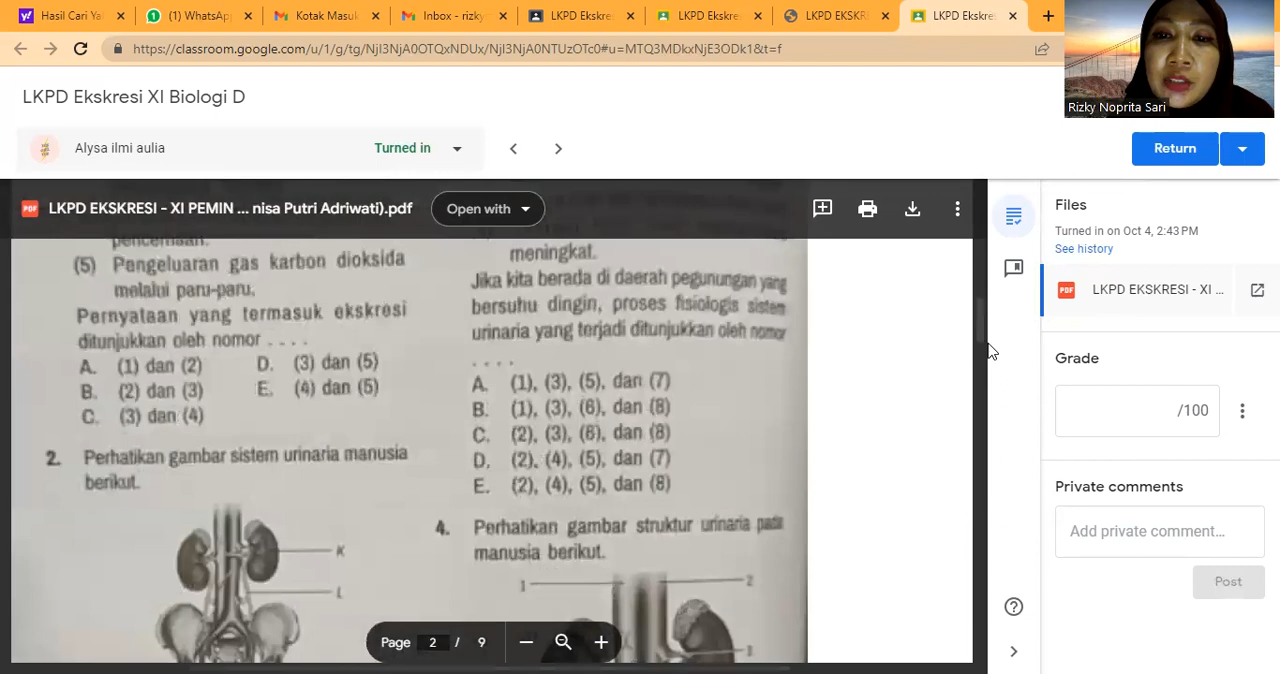 Hasil Cari Ya
(1) WhatsAp
Kotak Masu
Inbox - rizky
LKPD Ekskre
LKPD Ekskre
LKPD EKSKR
LKPD Ekskre
https://classroom.google.com/u/1/g/tg/NjI3NjA0OTQxNDUx/NjI3NjA0NTUzOTc0#u=MTQ3MDkxNjE3ODk1&t=f
Rizky Noprita Sari
LKPD Ekskresi XI Biologi D
Alysa ilmi aulia
Turned in
Return
LKPD EKSKRESI - XI PEMIN ... nisa Putri Adriwati).pdf
Open with
pencernaan.
(5) Pengeluaran gas karbon dioksida
melalui paru-paru.
Pernyataan yang termasuk ekskresi
ditunjukkan oleh nomor . . . .
A. (1) dan (2) D. (3) dan (5)
B. (2) dan (3) E. (4) dan (5)
C. (3) dan (4)
2. Perhatikan gambar sistem urinaria manusia
berikut.
K
L
meningkat.
Jika kita berada di daerah pegunungan yang
bersuhu dingin, proses fisiologis sistem
urinaria yang terjadi ditunjukkan oleh nomor
. . . .
A. (1), (3), (5), dan (7)
B. (1), (3), (6), dan (8)
C. (2), (3), (6), dan (8)
D. (2), (4), (5), dan (7)
E. (2), (4), (5), dan (8)
4. Perhatikan gambar struktur urinaria pada
manusia berikut.
1
2
3
Page 2 / 9
Files
Turned in on Oct 4, 2:43 PM
See history
PDF
LKPD EKSKRESI - XI ...
Grade
/100
Private comments
Add private comment...
Post